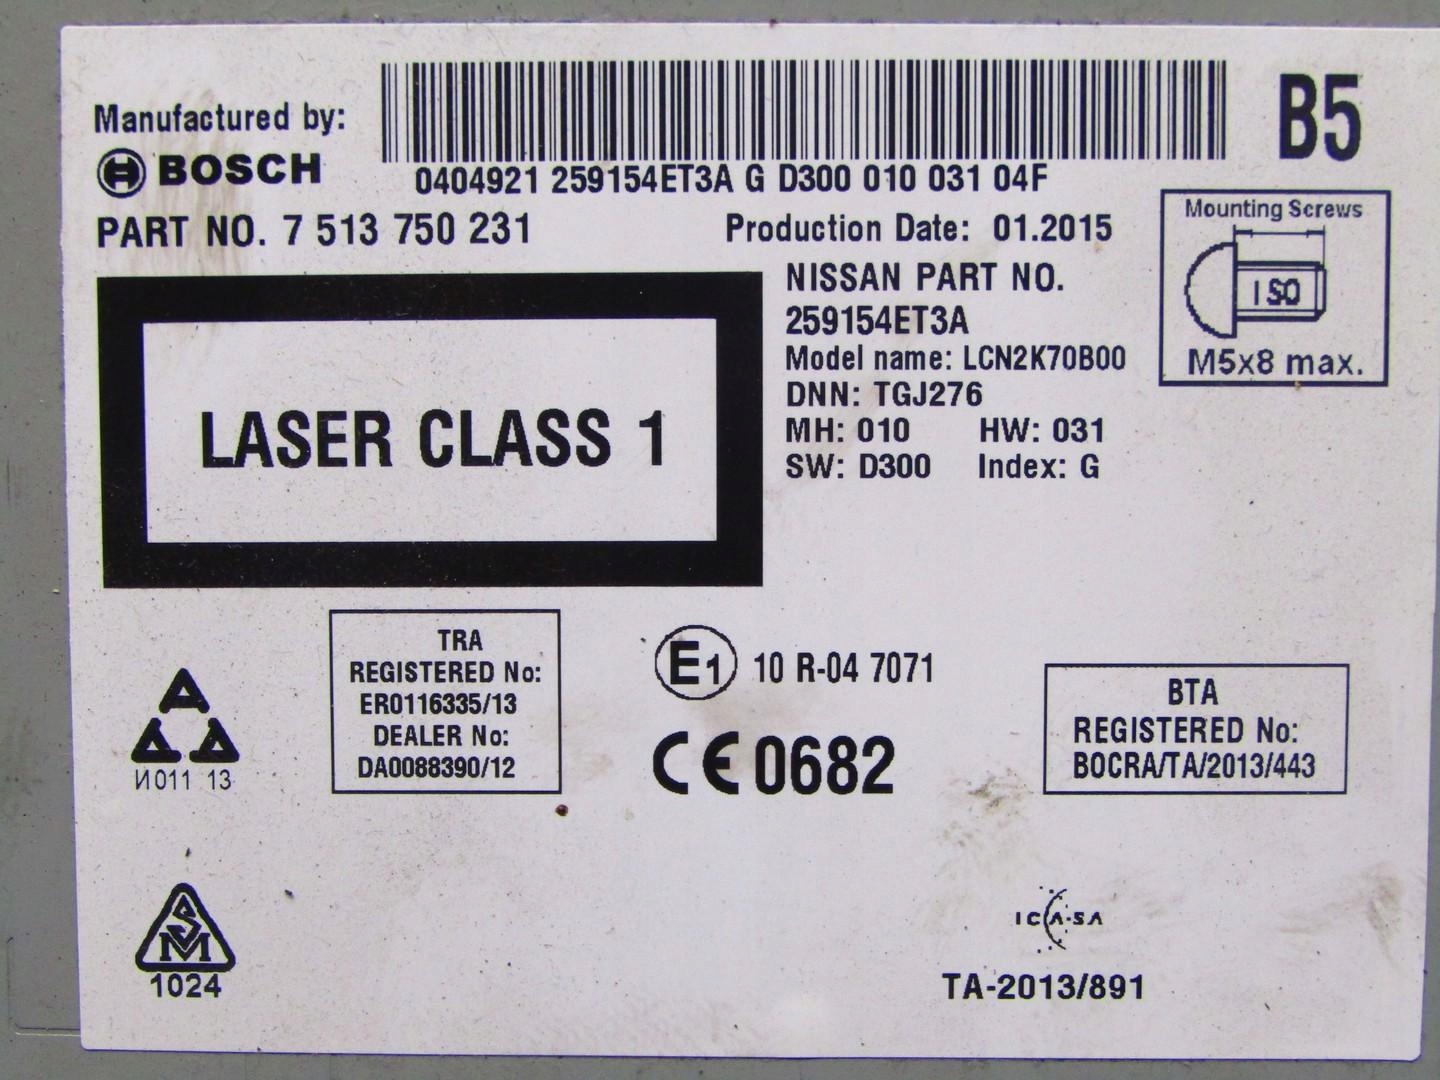 Manufactured by:
BOSCH
0404921 259154ET3A G D300 010 031 04F
B5
PART NO. 7 513 750 231
Production Date: 01.2015
Mounting Screws
ISO
M5x8 max.
NISSAN PART NO.
259154ET3A
Model name: LCN2K70B00
DNN: TGJ276
MH: 010 HW: 031
SW: D300 Index: G
LASER CLASS 1
TRA
REGISTERED No:
ER0116335/13
DEALER No:
DA0088390/12
E1 10 R-04 7071
CE 0682
BTA
REGISTERED No:
BOCRA/TA/2013/443
И011 13
SM
1024
ICASA
TA-2013/891